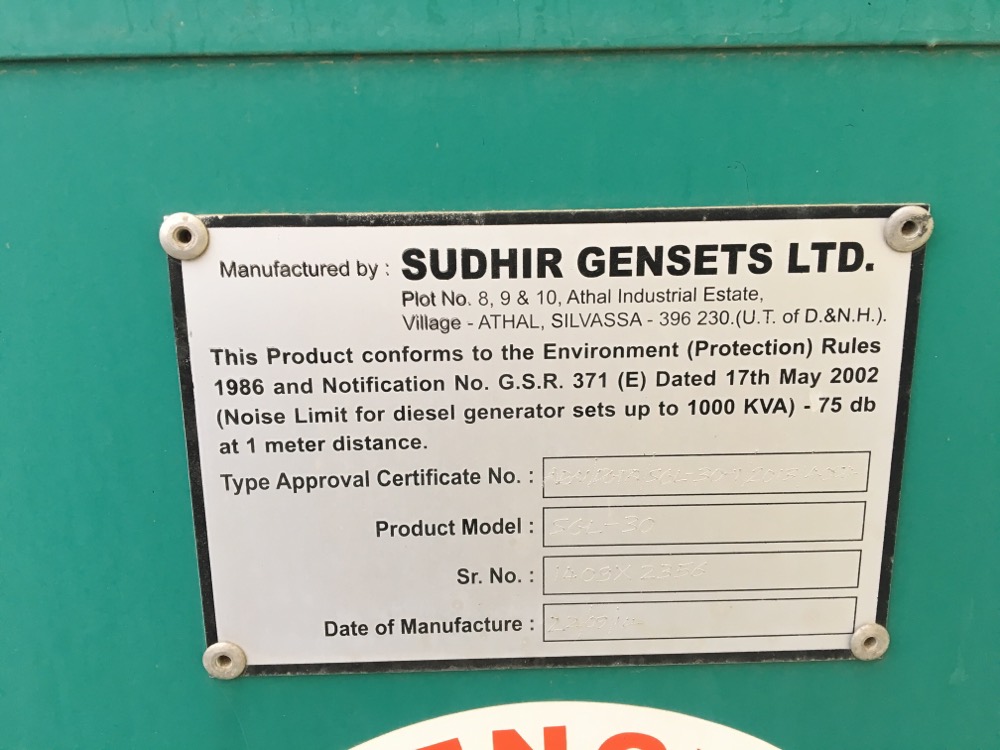 Manufactured by : SUDHIR GENSETS LTD.
Plot No. 8, 9 & 10, Athal Industrial Estate,
Village - ATHAL, SILVASSA - 396 230.(U.T. of D.&N.H.).
This Product conforms to the Environment (Protection) Rules
1986 and Notification No. G.S.R. 371 (E) Dated 17th May 2002
(Noise Limit for diesel generator sets up to 1000 KVA) - 75 db
at 1 meter distance.
Type Approval Certificate No. :
Product Model : SGL-30
Sr. No. : 1403X 2356
Date of Manufacture :